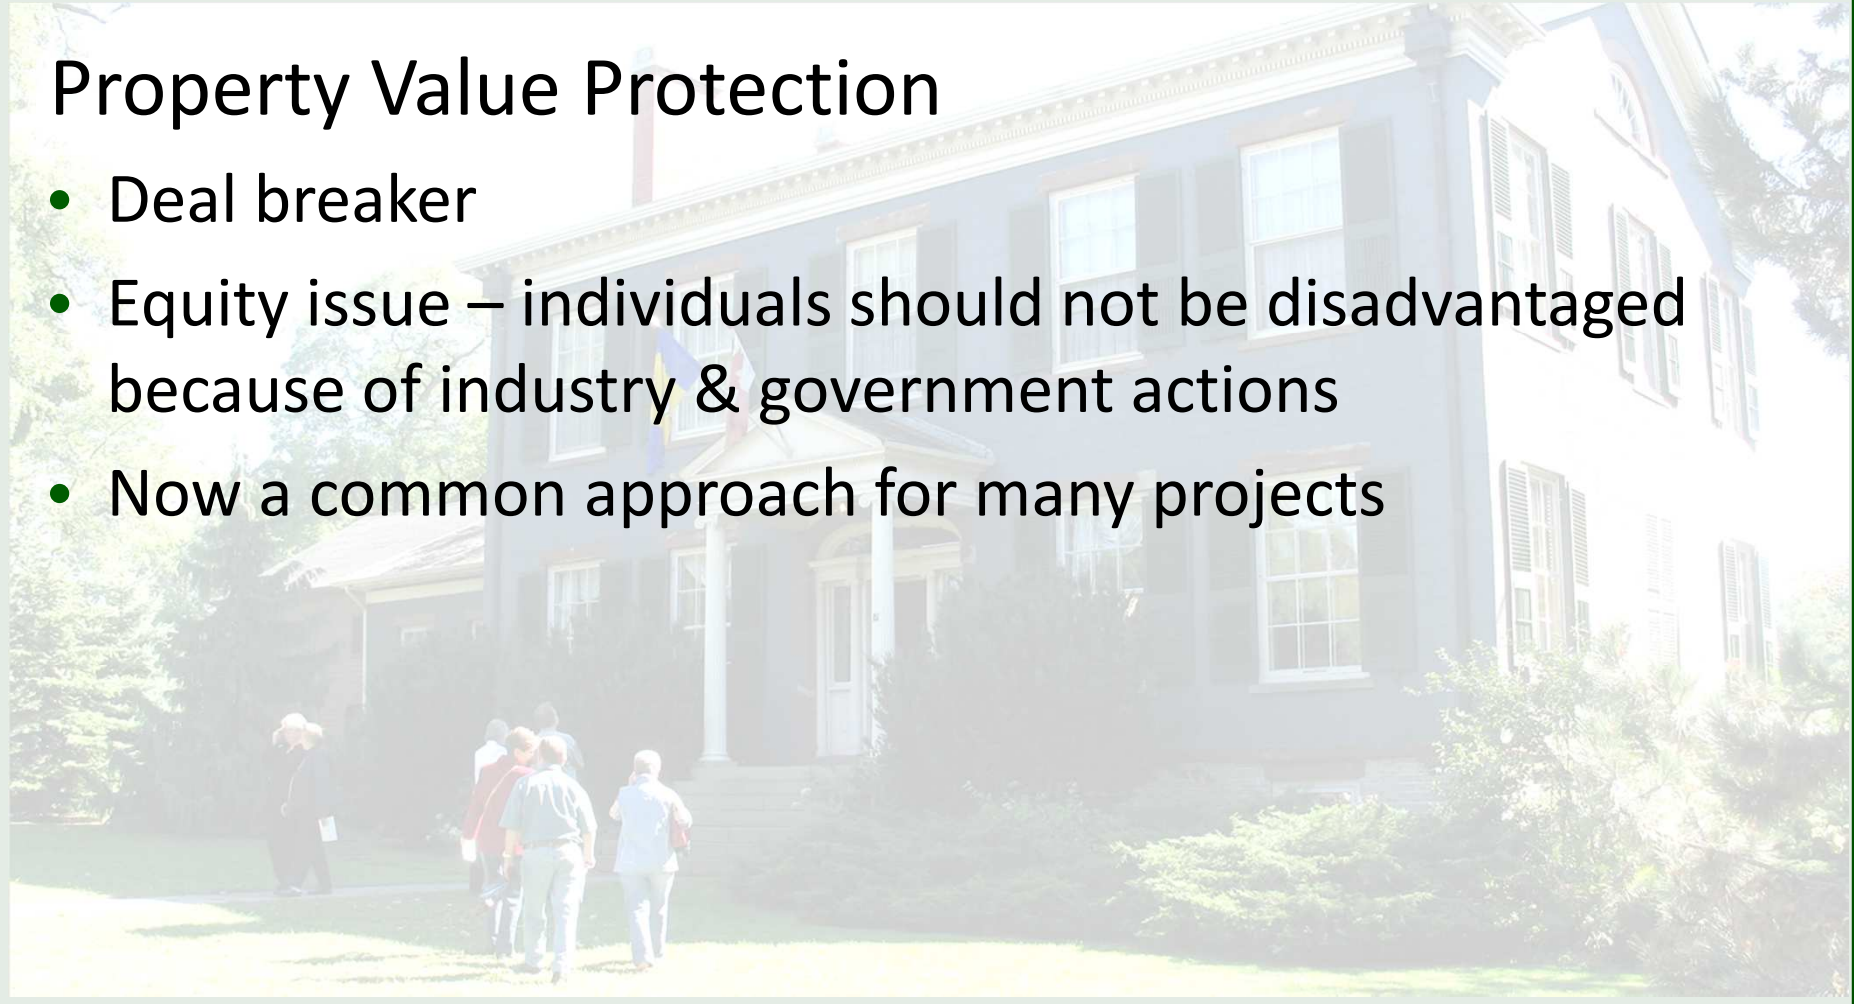 Property Value Protection
• Deal breaker
• Equity issue – individuals should not be disadvantaged
because of industry & government actions
• Now a common approach for many projects